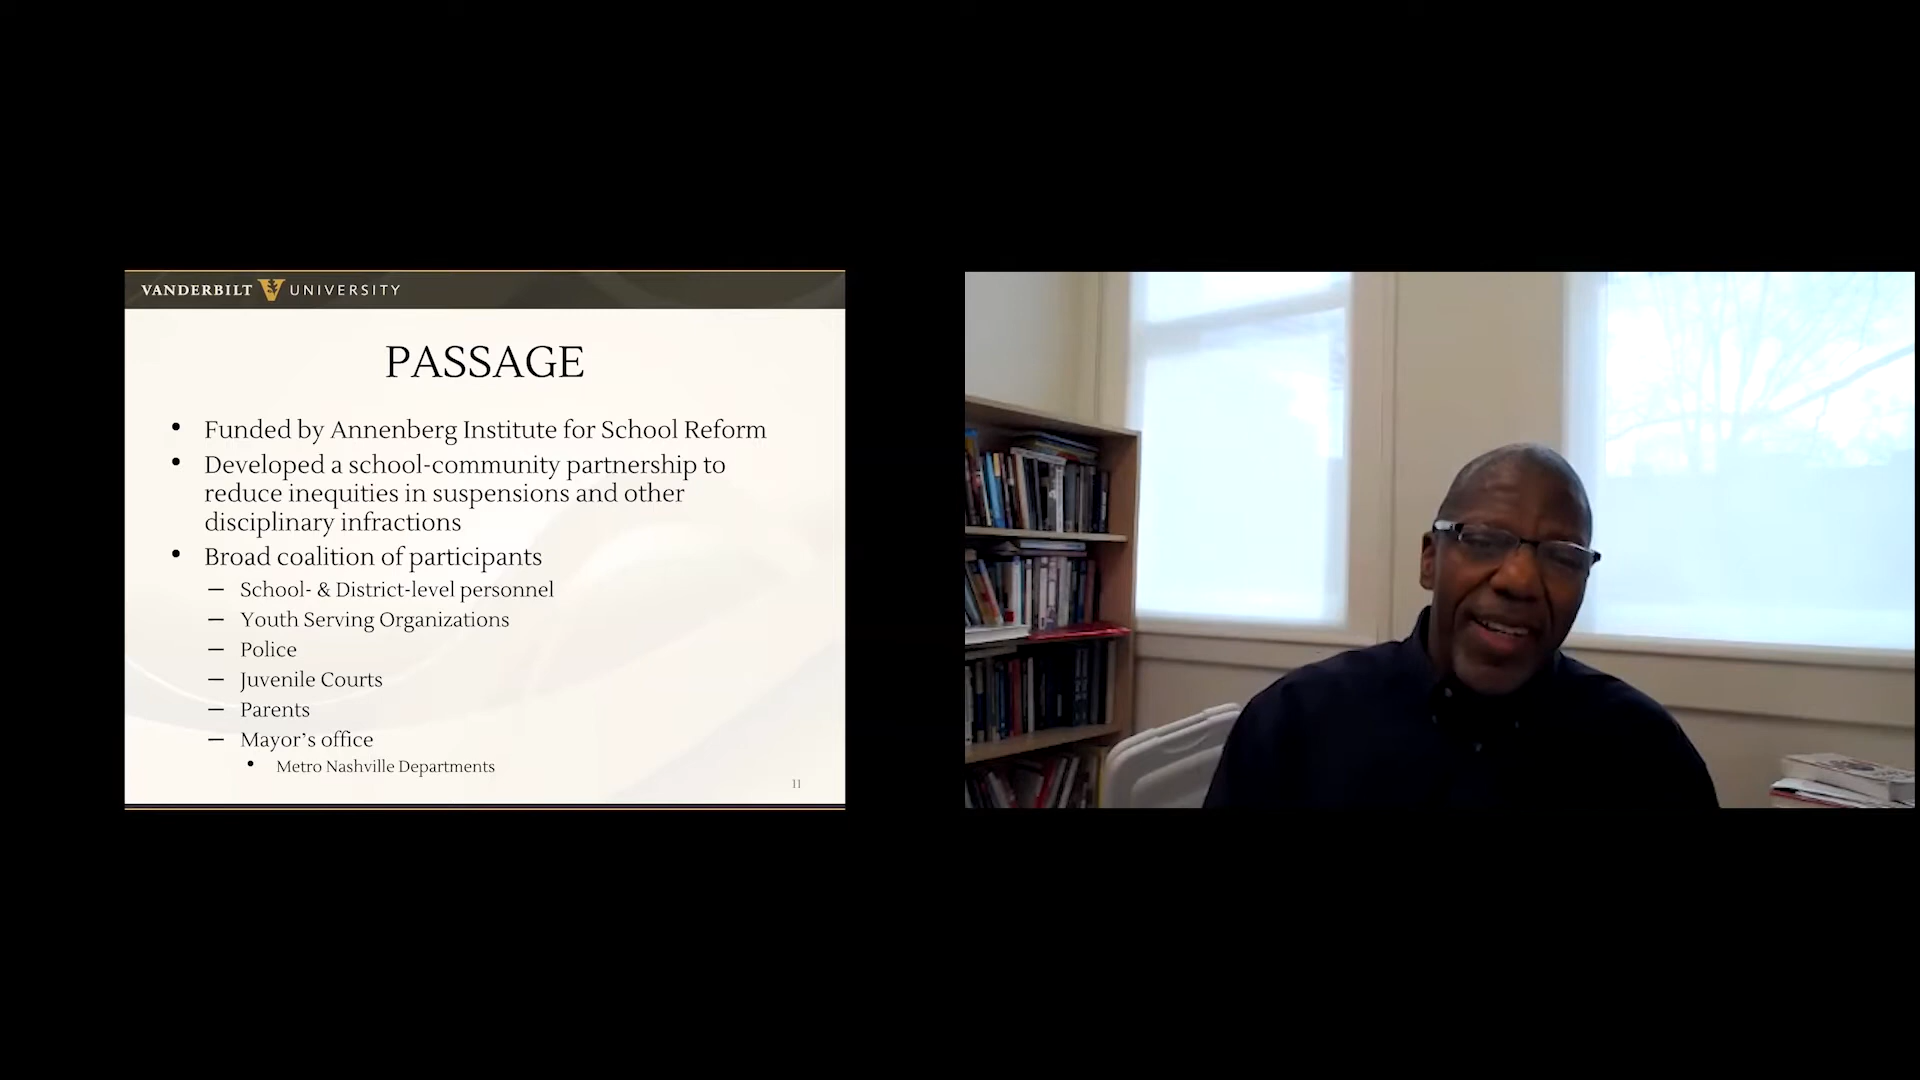 VANDERBILT V UNIVERSITY
PASSAGE
• Funded by Annenberg Institute for School Reform
• Developed a school-community partnership to
reduce inequities in suspensions and other
disciplinary infractions
• Broad coalition of participants
– School- & District-level personnel
– Youth Serving Organizations
– Police
– Juvenile Courts
– Parents
– Mayor's office
• Metro Nashville Departments
11